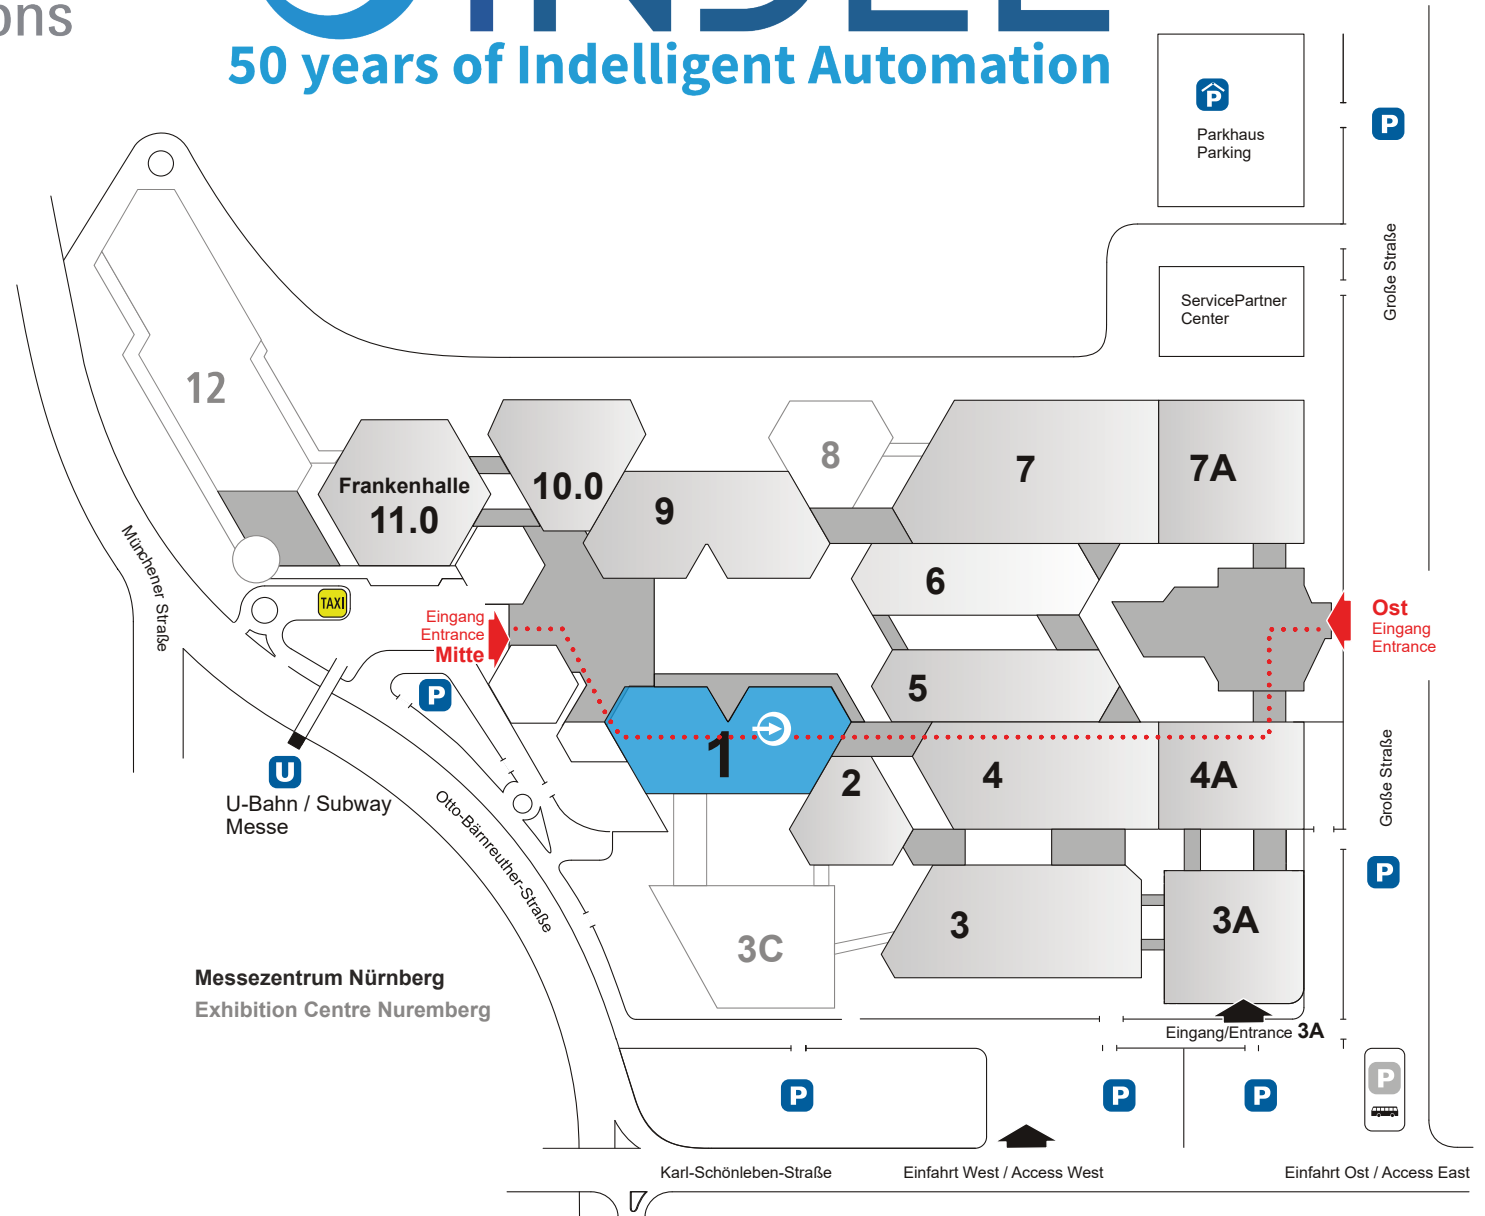 ons
50 years of Indelligent Automation
P
Parkhaus
Parking
P
Große Straße
ServicePartner
Center
12
Frankenhalle
11.0
10.0
9
8
7
7A
6
5
Münchener Straße
TAXI
Eingang
Entrance
Mitte
Ost
Eingang
Entrance
P
1
2
4
4A
Große Straße
U
U-Bahn / Subway
Messe
Otto-Bärnreuther-Straße
P
3C
3
3A
Messezentrum Nürnberg
Exhibition Centre Nuremberg
Eingang/Entrance 3A
P
P
P
P
Karl-Schönleben-Straße
Einfahrt West / Access West
Einfahrt Ost / Access East